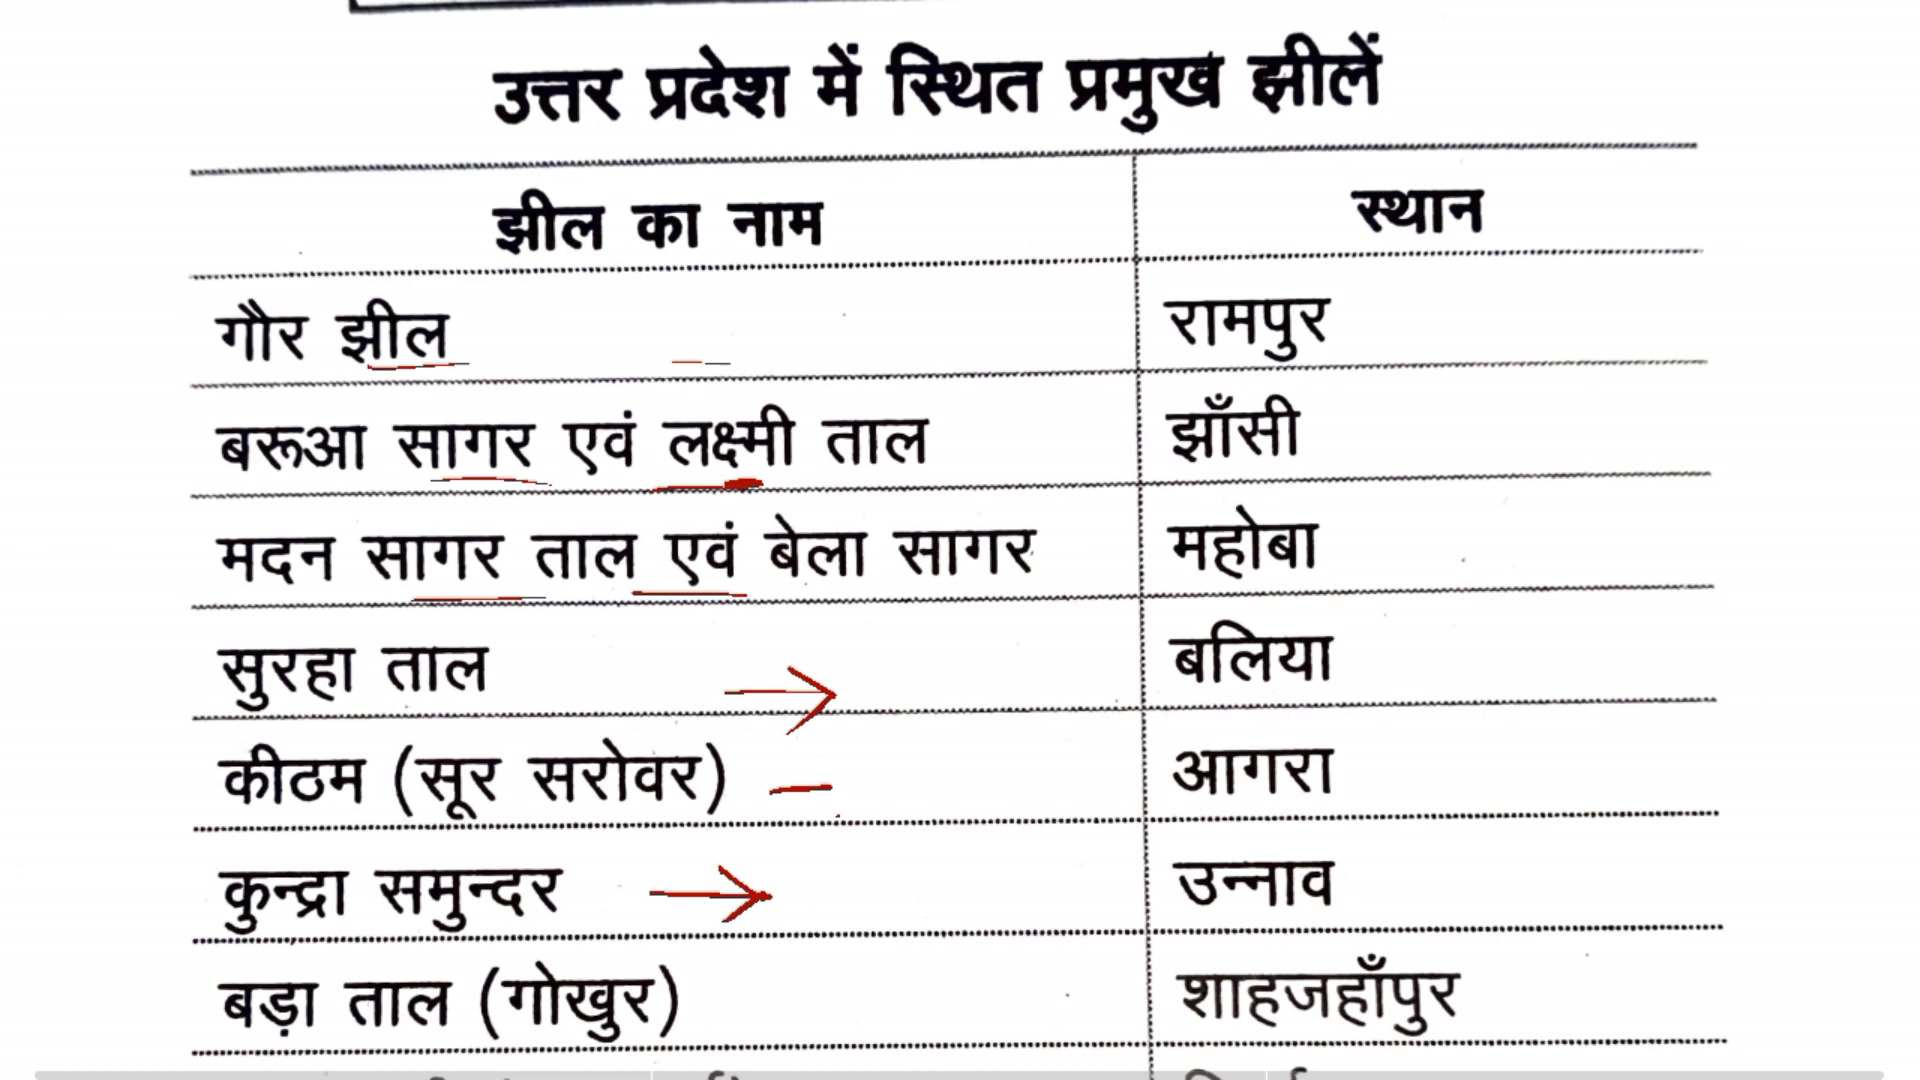 उत्तर प्रदेश में स्थित प्रमुख झीलें
झील का नाम स्थान
गौर झील रामपुर
बरूआ सागर एवं लक्ष्मी ताल झाँसी
मदन सागर ताल एवं बेला सागर महोबा
सुरहा ताल बलिया
कीठम (सूर सरोवर) आगरा
कुन्द्रा समुन्दर उन्नाव
बड़ा ताल (गोखुर) शाहजहाँपुर